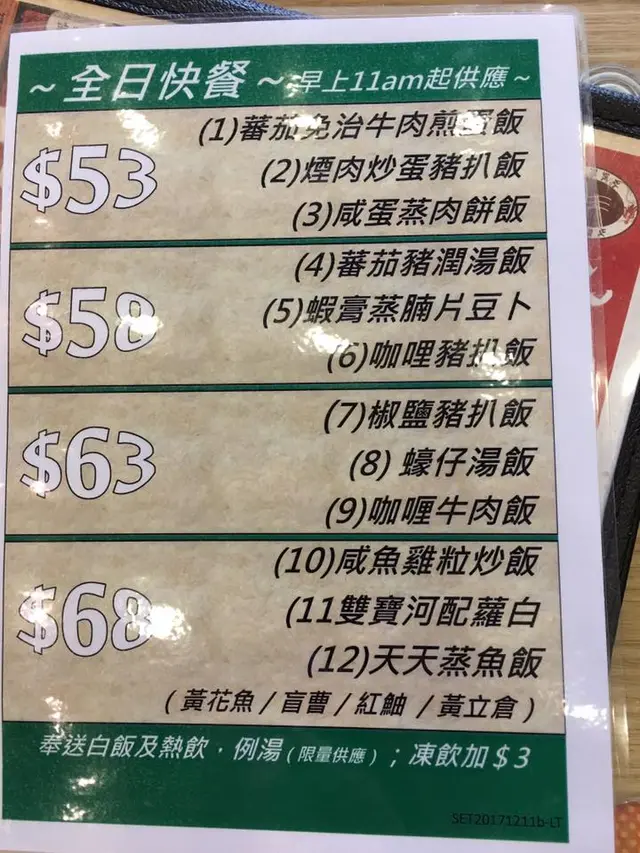 ~ 全日快餐 ~ 早上11am起供應~
$53
(1)蕃茄免治牛肉煎蛋飯
(2)煙肉炒蛋豬扒飯
(3)咸蛋蒸肉餅飯
$58
(4)蕃茄豬潤湯飯
(5)蝦膏蒸腩片豆卜
(6)咖哩豬扒飯
$63
(7)椒鹽豬扒飯
(8) 蠔仔湯飯
(9)咖喱牛肉飯
$68
(10)咸魚雞粒炒飯
(11雙寶河配蘿白
(12)天天蒸魚飯
(黃花魚/盲曹/紅鮋 /黃立倉)
奉送白飯及熱飲，例湯(限量供應)；凍飲加$3
SET20171211b-LT